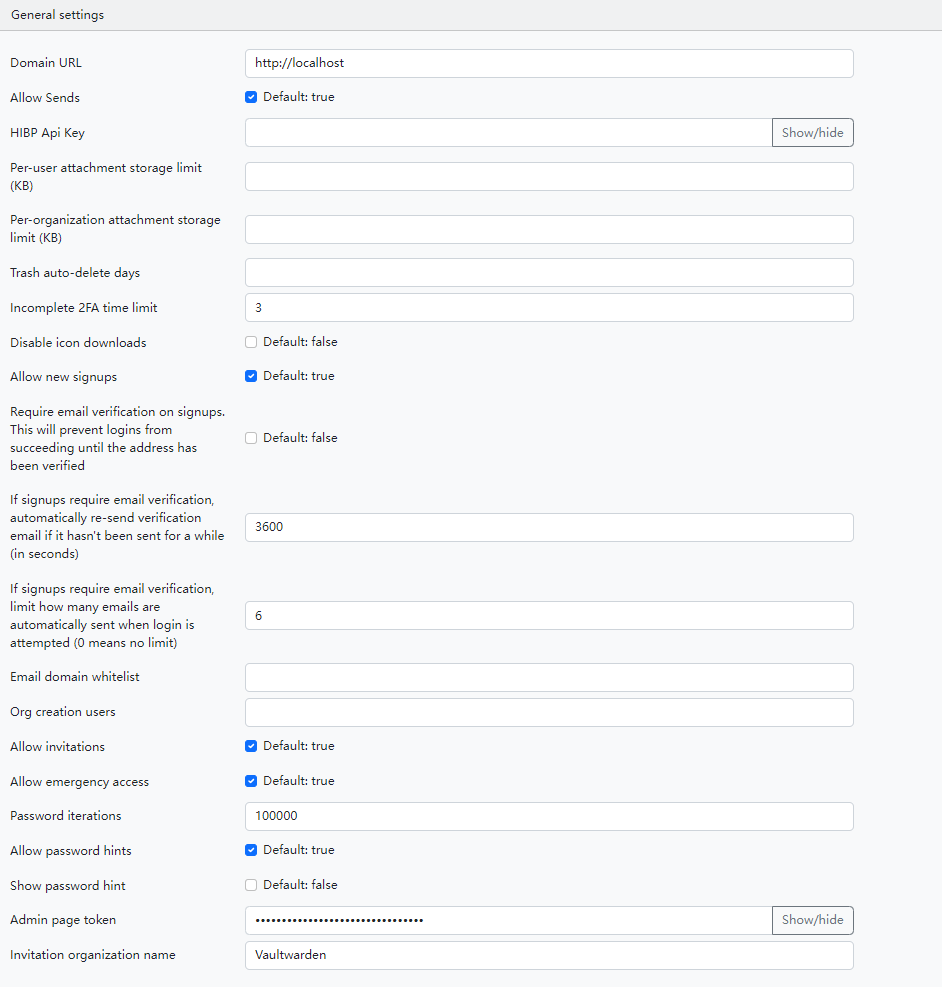 General settings
Domain URL
http://localhost
Allow Sends
Default: true
HIBP Api Key
Show/hide
Per-user attachment storage limit
(KB)
Per-organization attachment storage
limit (KB)
Trash auto-delete days
Incomplete 2FA time limit
3
Disable icon downloads
Default: false
Allow new signups
Default: true
Require email verification on signups.
This will prevent logins from
succeeding until the address has
been verified
Default: false
If signups require email verification,
automatically re-send verification
email if it hasn't been sent for a while
(in seconds)
3600
If signups require email verification,
limit how many emails are
automatically sent when login is
attempted (0 means no limit)
6
Email domain whitelist
Org creation users
Allow invitations
Default: true
Allow emergency access
Default: true
Password iterations
100000
Allow password hints
Default: true
Show password hint
Default: false
Admin page token
••••••••••••••••••••••••••••••••
Show/hide
Invitation organization name
Vaultwarden